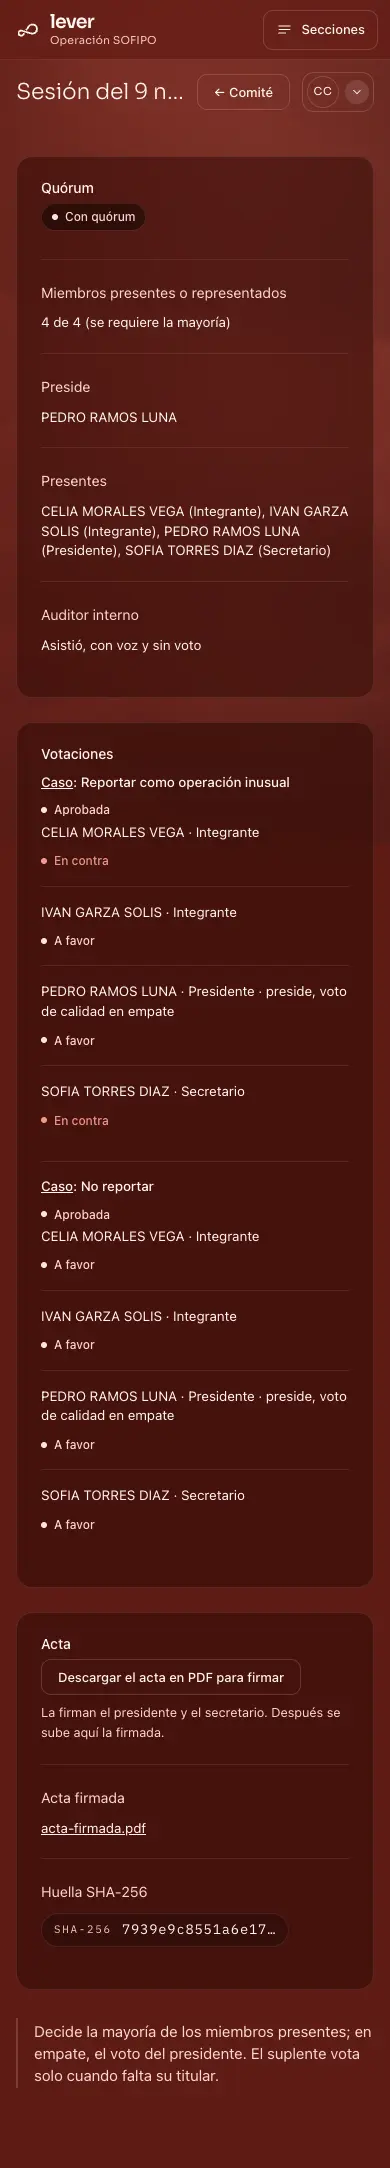 lever
Operación SOFIPO
Secciones
Sesión del 9 n...
← Comité
CC
Quórum
Con quórum
Miembros presentes o representados
4 de 4 (se requiere la mayoría)
Preside
PEDRO RAMOS LUNA
Presentes
CELIA MORALES VEGA (Integrante), IVAN GARZA
SOLIS (Integrante), PEDRO RAMOS LUNA
(Presidente), SOFIA TORRES DIAZ (Secretario)
Auditor interno
Asistió, con voz y sin voto
Votaciones
Caso: Reportar como operación inusual
Aprobada
CELIA MORALES VEGA · Integrante
En contra
IVAN GARZA SOLIS · Integrante
A favor
PEDRO RAMOS LUNA · Presidente · preside, voto
de calidad en empate
A favor
SOFIA TORRES DIAZ · Secretario
En contra
Caso: No reportar
Aprobada
CELIA MORALES VEGA · Integrante
A favor
IVAN GARZA SOLIS · Integrante
A favor
PEDRO RAMOS LUNA · Presidente · preside, voto
de calidad en empate
A favor
SOFIA TORRES DIAZ · Secretario
A favor
Acta
Descargar el acta en PDF para firmar
La firman el presidente y el secretario. Después se
sube aquí la firmada.
Acta firmada
acta-firmada.pdf
Huella SHA-256
SHA-256 7939e9c8551a6e17…
Decide la mayoría de los miembros presentes; en
empate, el voto del presidente. El suplente vota
solo cuando falta su titular.